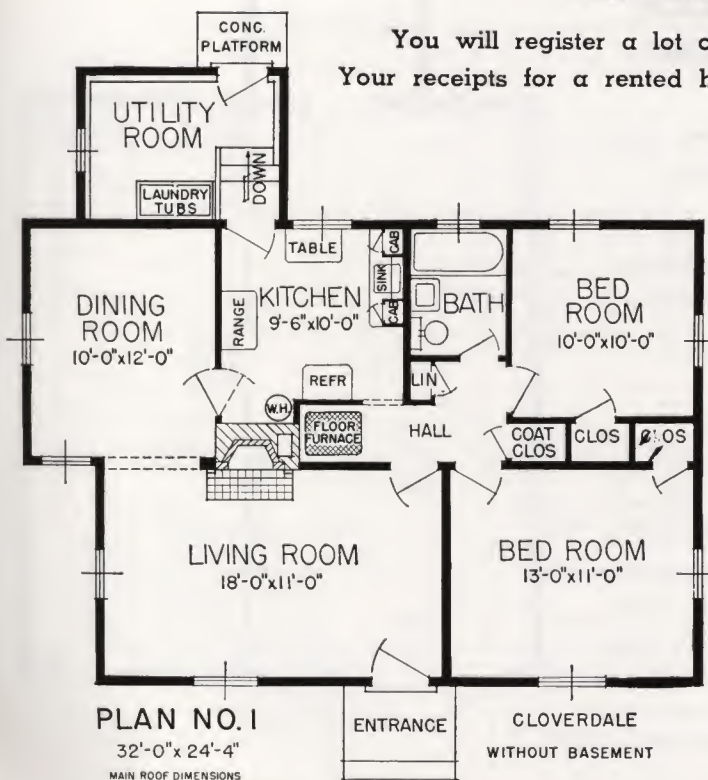 CONC.
PLATFORM
You will register a lot
Your receipts for a rented
UTILITY
ROOM
DOWN
LAUNDRY
TUBS
TABLE
CAB
SINK
CAB
KITCHEN
9'-6"x10'-0"
RANGE
REFR
W.H.
DINING
ROOM
10'-0"x12'-0"
BATH
BED
ROOM
10'-0"x10'-0"
LIN
FLOOR
FURNACE
HALL
COAT
CLOS
CLOS
CLOS
LIVING ROOM
18'-0"x11'-0"
BED ROOM
13'-0"x11'-0"
PLAN NO. 1
32'-0" x 24'-4"
MAIN ROOF DIMENSIONS
ENTRANCE
CLOVERDALE
WITHOUT BASEMENT